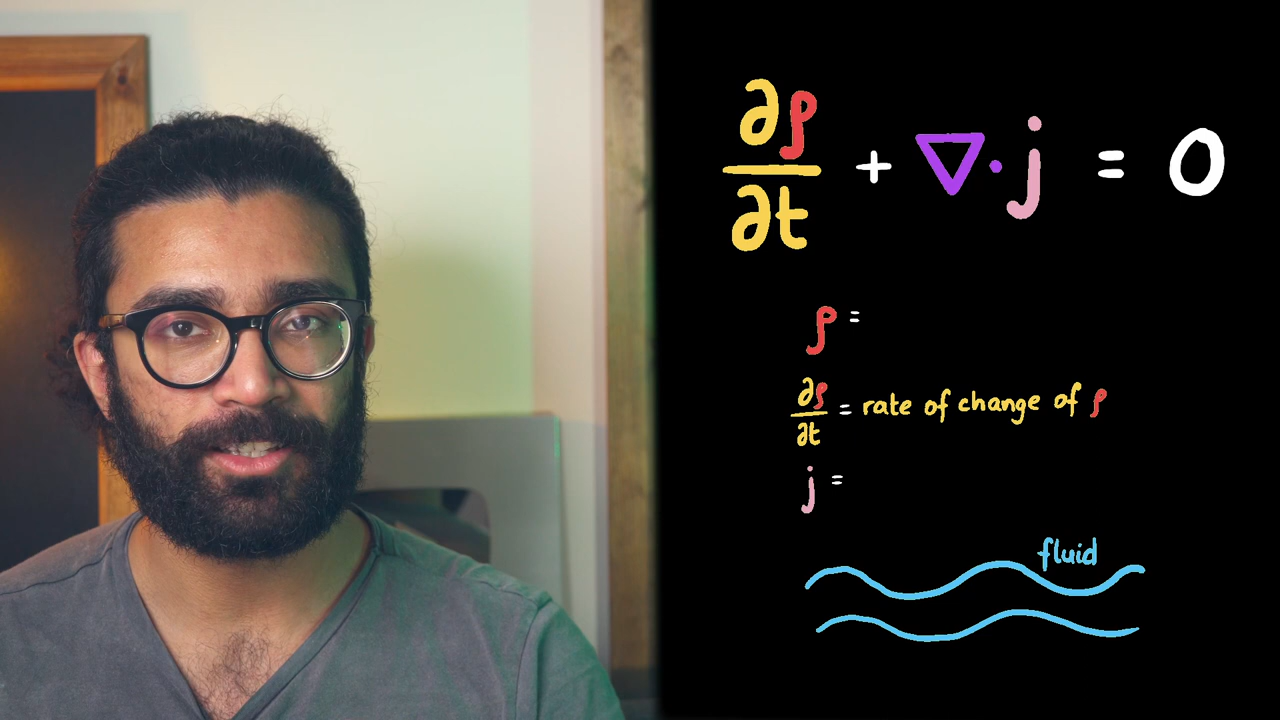 ∂ρ/∂t + ∇·j = 0
ρ =
∂ρ/∂t = rate of change of ρ
j =
fluid